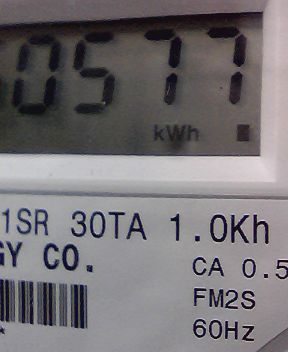 0577
kWh
1SR 30TA 1.0Kh
GY CO.
CA 0.5
FM2S
60Hz